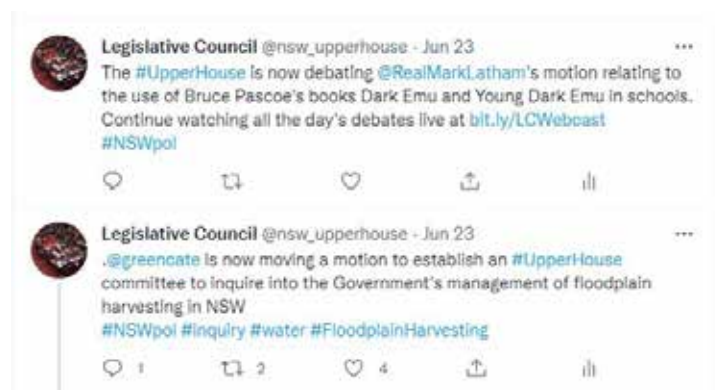 Legislative Council @nsw_upperhouse · Jun 23
The #UpperHouse is now debating @RealMarkLatham's motion relating to
the use of Bruce Pascoe's books Dark Emu and Young Dark Emu in schools.
Continue watching all the day's debates live at bit.ly/LCWebcast
#NSWpol
Legislative Council @nsw_upperhouse · Jun 23
.@greencate is now moving a motion to establish an #UpperHouse
committee to inquire into the Government's management of floodplain
harvesting in NSW
#NSWpol #inquiry #water #FloodplainHarvesting
1 2 4